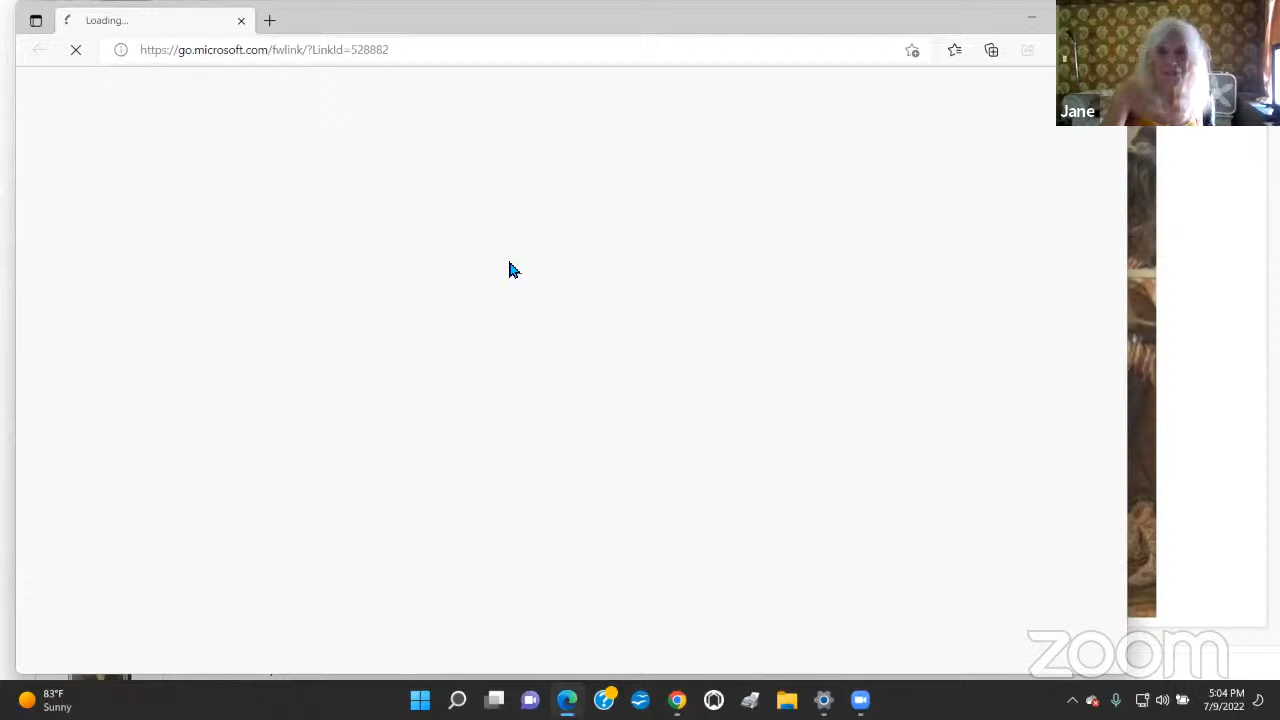 Loading...
https://go.microsoft.com/fwlink/?LinkId=528882
Jane
zoom
83°F
Sunny
5:04 PM
7/9/2022